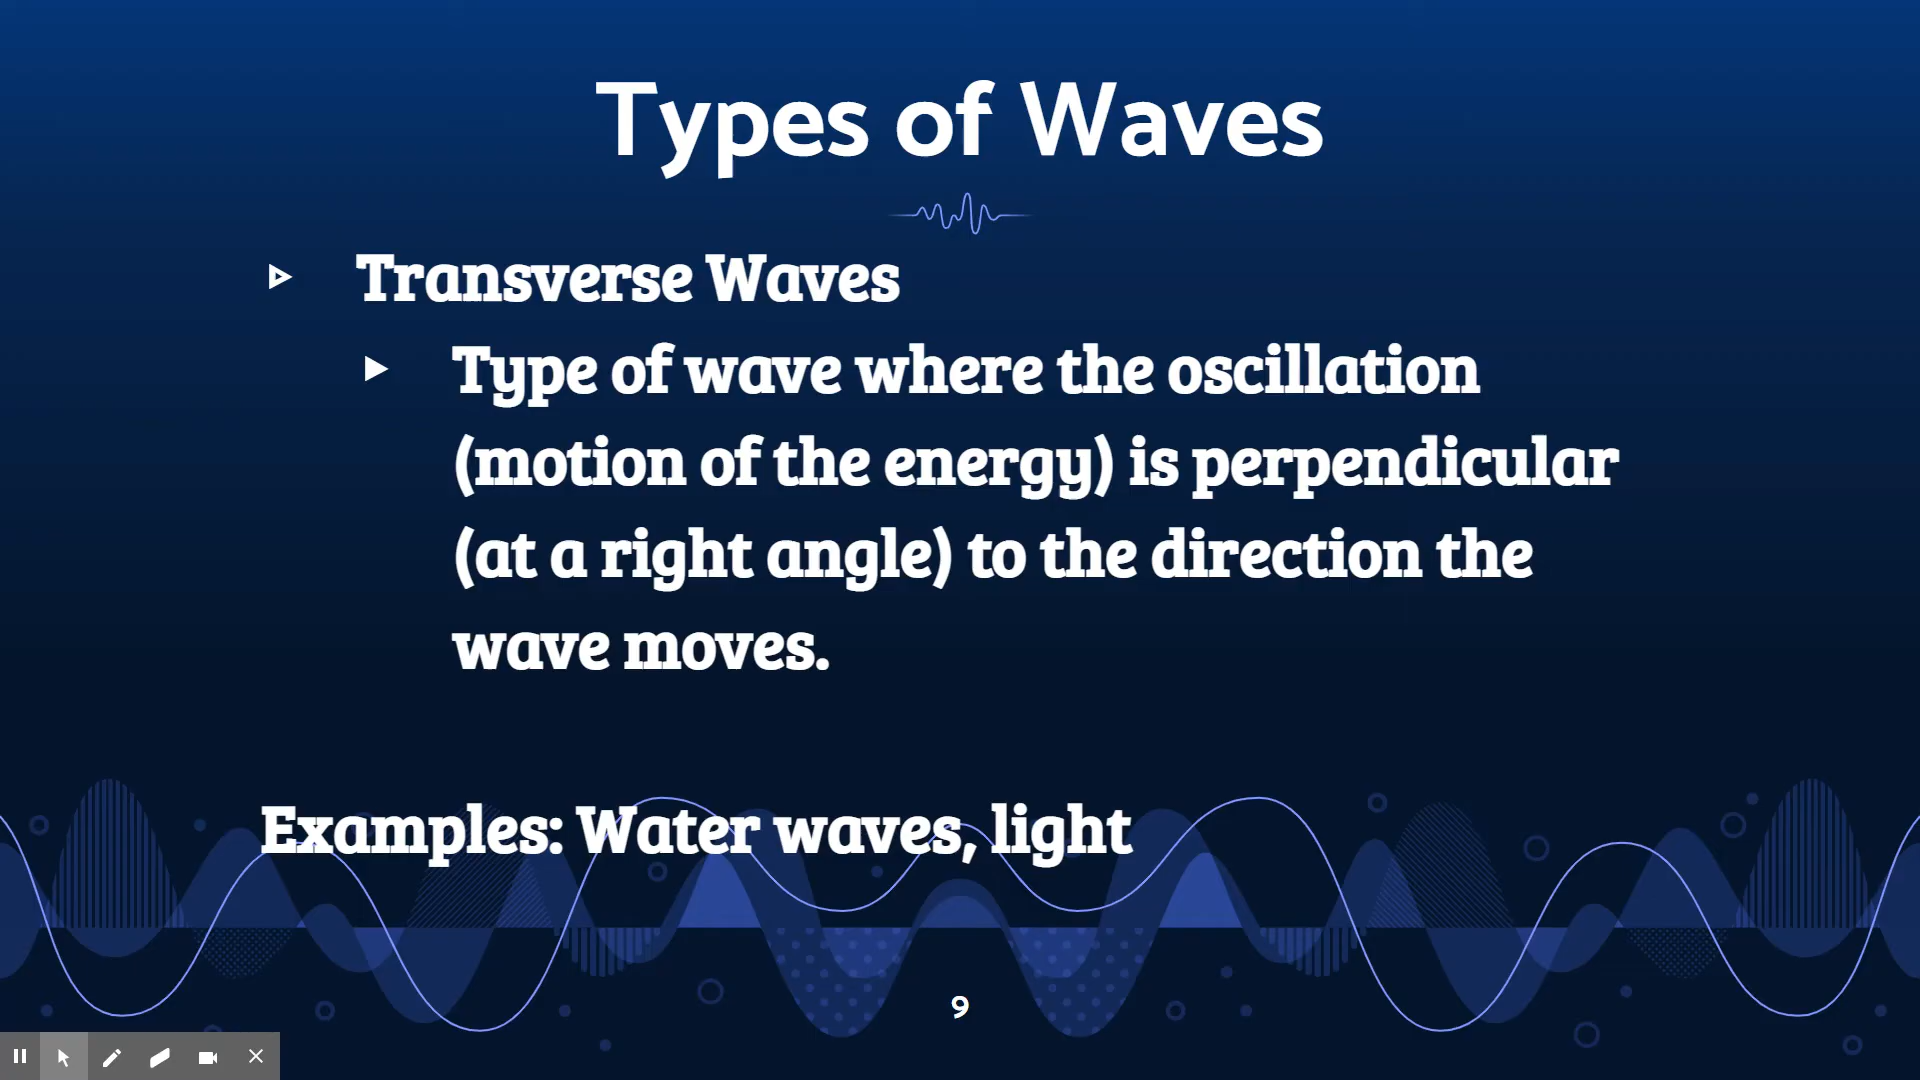 Types of Waves
Transverse Waves
Type of wave where the oscillation
(motion of the energy) is perpendicular
(at a right angle) to the direction the
wave moves.
Examples: Water waves, light
9